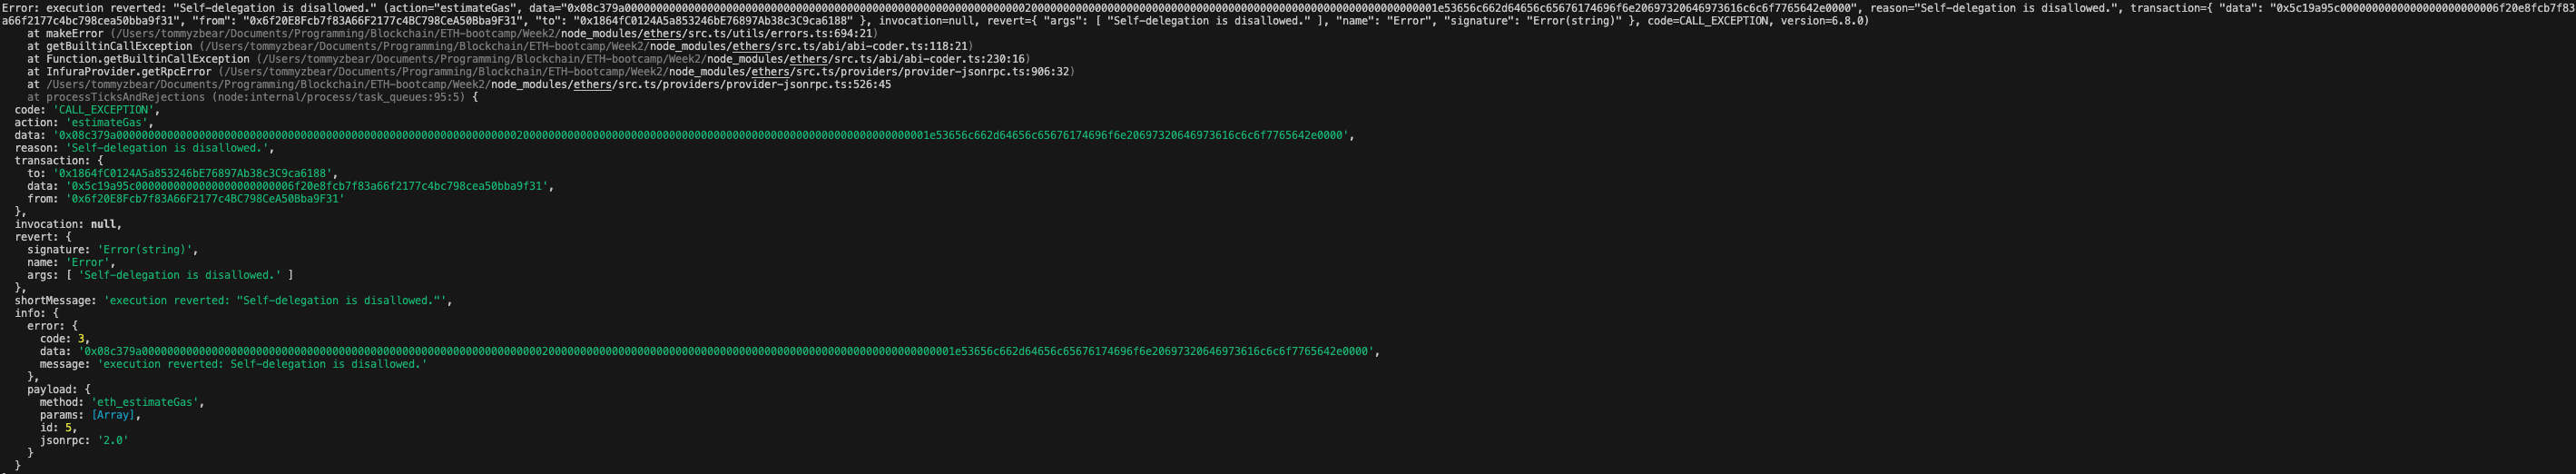 Error: execution reverted: "Self-delegation is disallowed." (action="estimateGas", data="0x08c379a00000000000000000000000000000000000000000000000000000000000000020000000000000000000000000000000000000000000000000000000000000001e53656c662d64656c65676174696f6e20697320646973616c6c6f7765642e0000", reason="Self-delegation is disallowed.", transaction={ "data": "0x5c19a95c0000000000000000000000006f20e8fcb7f83
a66f2177c4bc798cea50bba9f31", "from": "0x6f20E8Fcb7f83A66F2177c4BC798CeA50Bba9F31", "to": "0x1864fC0124A5a853246bE76897Ab38c3C9ca6188" }, invocation=null, revert={ "args": [ "Self-delegation is disallowed." ], "name": "Error", "signature": "Error(string)" }, code=CALL_EXCEPTION, version=6.8.0)
at makeError (/Users/tommyzbear/Documents/Programming/Blockchain/ETH-bootcamp/Week2/node_modules/ethers/src.ts/utils/errors.ts:694:21)
at getBuiltinCallException (/Users/tommyzbear/Documents/Programming/Blockchain/ETH-bootcamp/Week2/node_modules/ethers/src.ts/abi/abi-coder.ts:118:21)
at Function.getBuiltinCallException (/Users/tommyzbear/Documents/Programming/Blockchain/ETH-bootcamp/Week2/node_modules/ethers/src.ts/abi/abi-coder.ts:230:16)
at InfuraProvider.getRpcError (/Users/tommyzbear/Documents/Programming/Blockchain/ETH-bootcamp/Week2/node_modules/ethers/src.ts/providers/provider-jsonrpc.ts:906:32)
at /Users/tommyzbear/Documents/Programming/Blockchain/ETH-bootcamp/Week2/node_modules/ethers/src.ts/providers/provider-jsonrpc.ts:526:45
at processTicksAndRejections (node:internal/process/task_queues:95:5) {
code: 'CALL_EXCEPTION',
action: 'estimateGas',
data: '0x08c379a00000000000000000000000000000000000000000000000000000000000000020000000000000000000000000000000000000000000000000000000000000001e53656c662d64656c65676174696f6e20697320646973616c6c6f7765642e0000',
reason: 'Self-delegation is disallowed.',
transaction: {
to: '0x1864fC0124A5a853246bE76897Ab38c3C9ca6188',
data: '0x5c19a95c0000000000000000000000006f20e8fcb7f83a66f2177c4bc798cea50bba9f31',
from: '0x6f20E8Fcb7f83A66F2177c4BC798CeA50Bba9F31'
},
invocation: null,
revert: {
signature: 'Error(string)',
name: 'Error',
args: [ 'Self-delegation is disallowed.' ]
},
shortMessage: 'execution reverted: "Self-delegation is disallowed."',
info: {
error: {
code: 3,
data: '0x08c379a00000000000000000000000000000000000000000000000000000000000000020000000000000000000000000000000000000000000000000000000000000001e53656c662d64656c65676174696f6e20697320646973616c6c6f7765642e0000',
message: 'execution reverted: Self-delegation is disallowed.'
},
payload: {
method: 'eth_estimateGas',
params: [Array],
id: 5,
jsonrpc: '2.0'
}
}